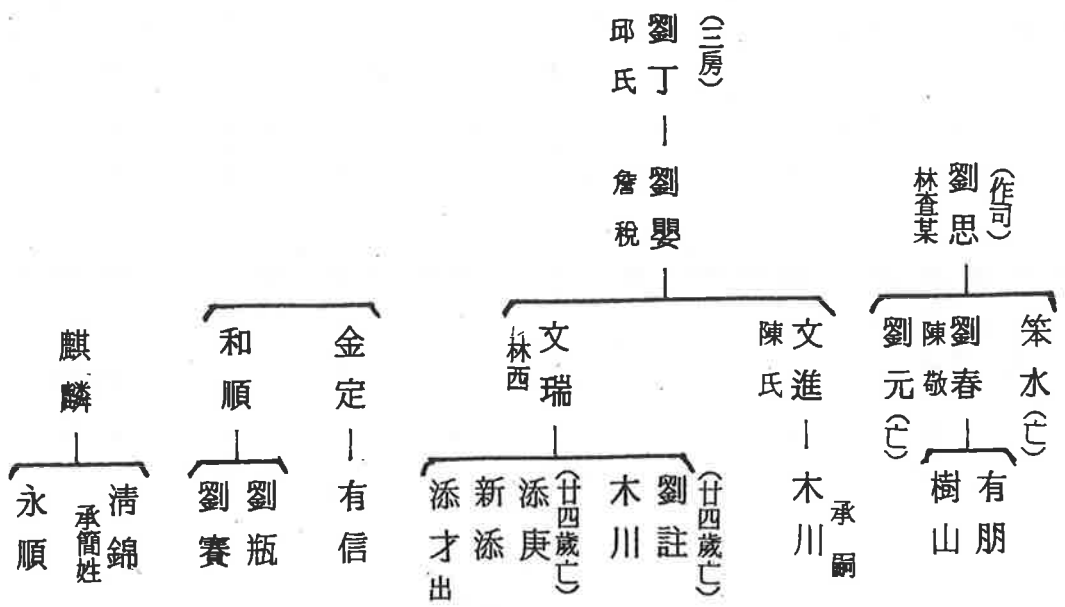 (作司)
劉思
林查某
笨水(亡)
劉春
陳敬
劉元(亡)
有朋
樹山
(三房)
劉丁
邱氏
劉嬰
詹稅
文進
陳氏
文瑞
林西
木川
承嗣
(廿四歲亡)
劉註
木川
(廿四歲亡)
添庚
新添
添才出
金定
和順
有信
劉瓶
劉賽
麒麟
清錦
承簡姓
永順